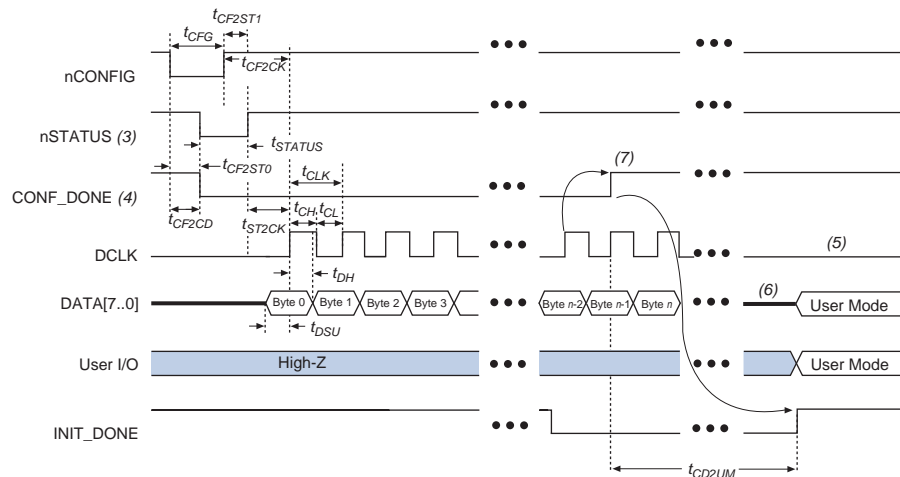 tCF2ST1
tCFG
tCF2CK
nCONFIG
nSTATUS (3)
tSTATUS
tCF2ST0
tCLK
(7)
CONF_DONE (4)
tCH tCL
tCF2CD
tST2CK
DCLK
(5)
tDH
DATA[7..0]
Byte 0 Byte 1 Byte 2 Byte 3
Byte n-2 Byte n-1 Byte n
(6)
User Mode
tDSU
User I/O
High-Z
User Mode
INIT_DONE
tCD2UM